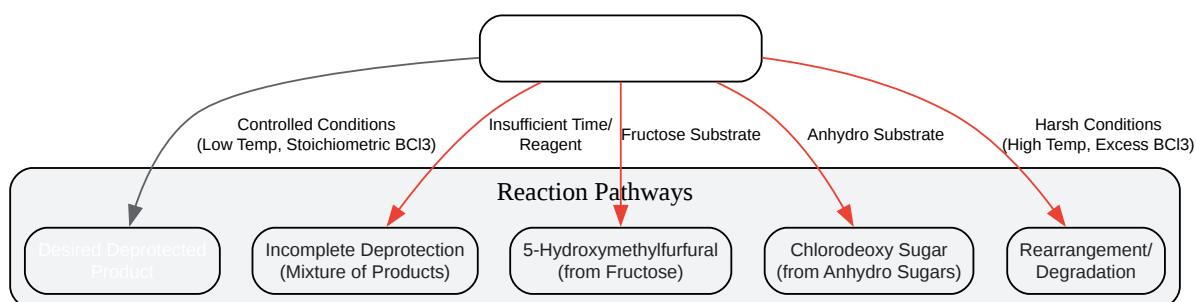 Controlled Conditions
(Low Temp, Stoichiometric BCl3)
Insufficient Time/
Reagent
Fructose Substrate
Anhydro Substrate
Harsh Conditions
(High Temp, Excess BCl3)
Reaction Pathways
Desired Deprotected
Product
Incomplete Deprotection
(Mixture of Products)
5-Hydroxymethylfurfural
(from Fructose)
Chlorodeoxy Sugar
(from Anhydro Sugars)
Rearrangement/
Degradation